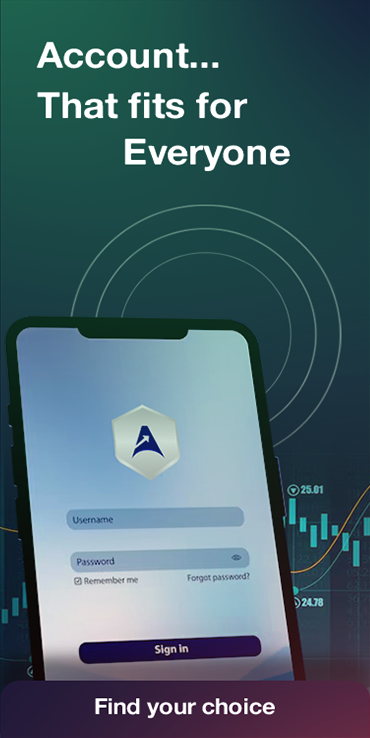 Account...
That fits for
Everyone
25.01
Username
Password
Remember me
Forgot password?
24.78
Sign in
Find your choice